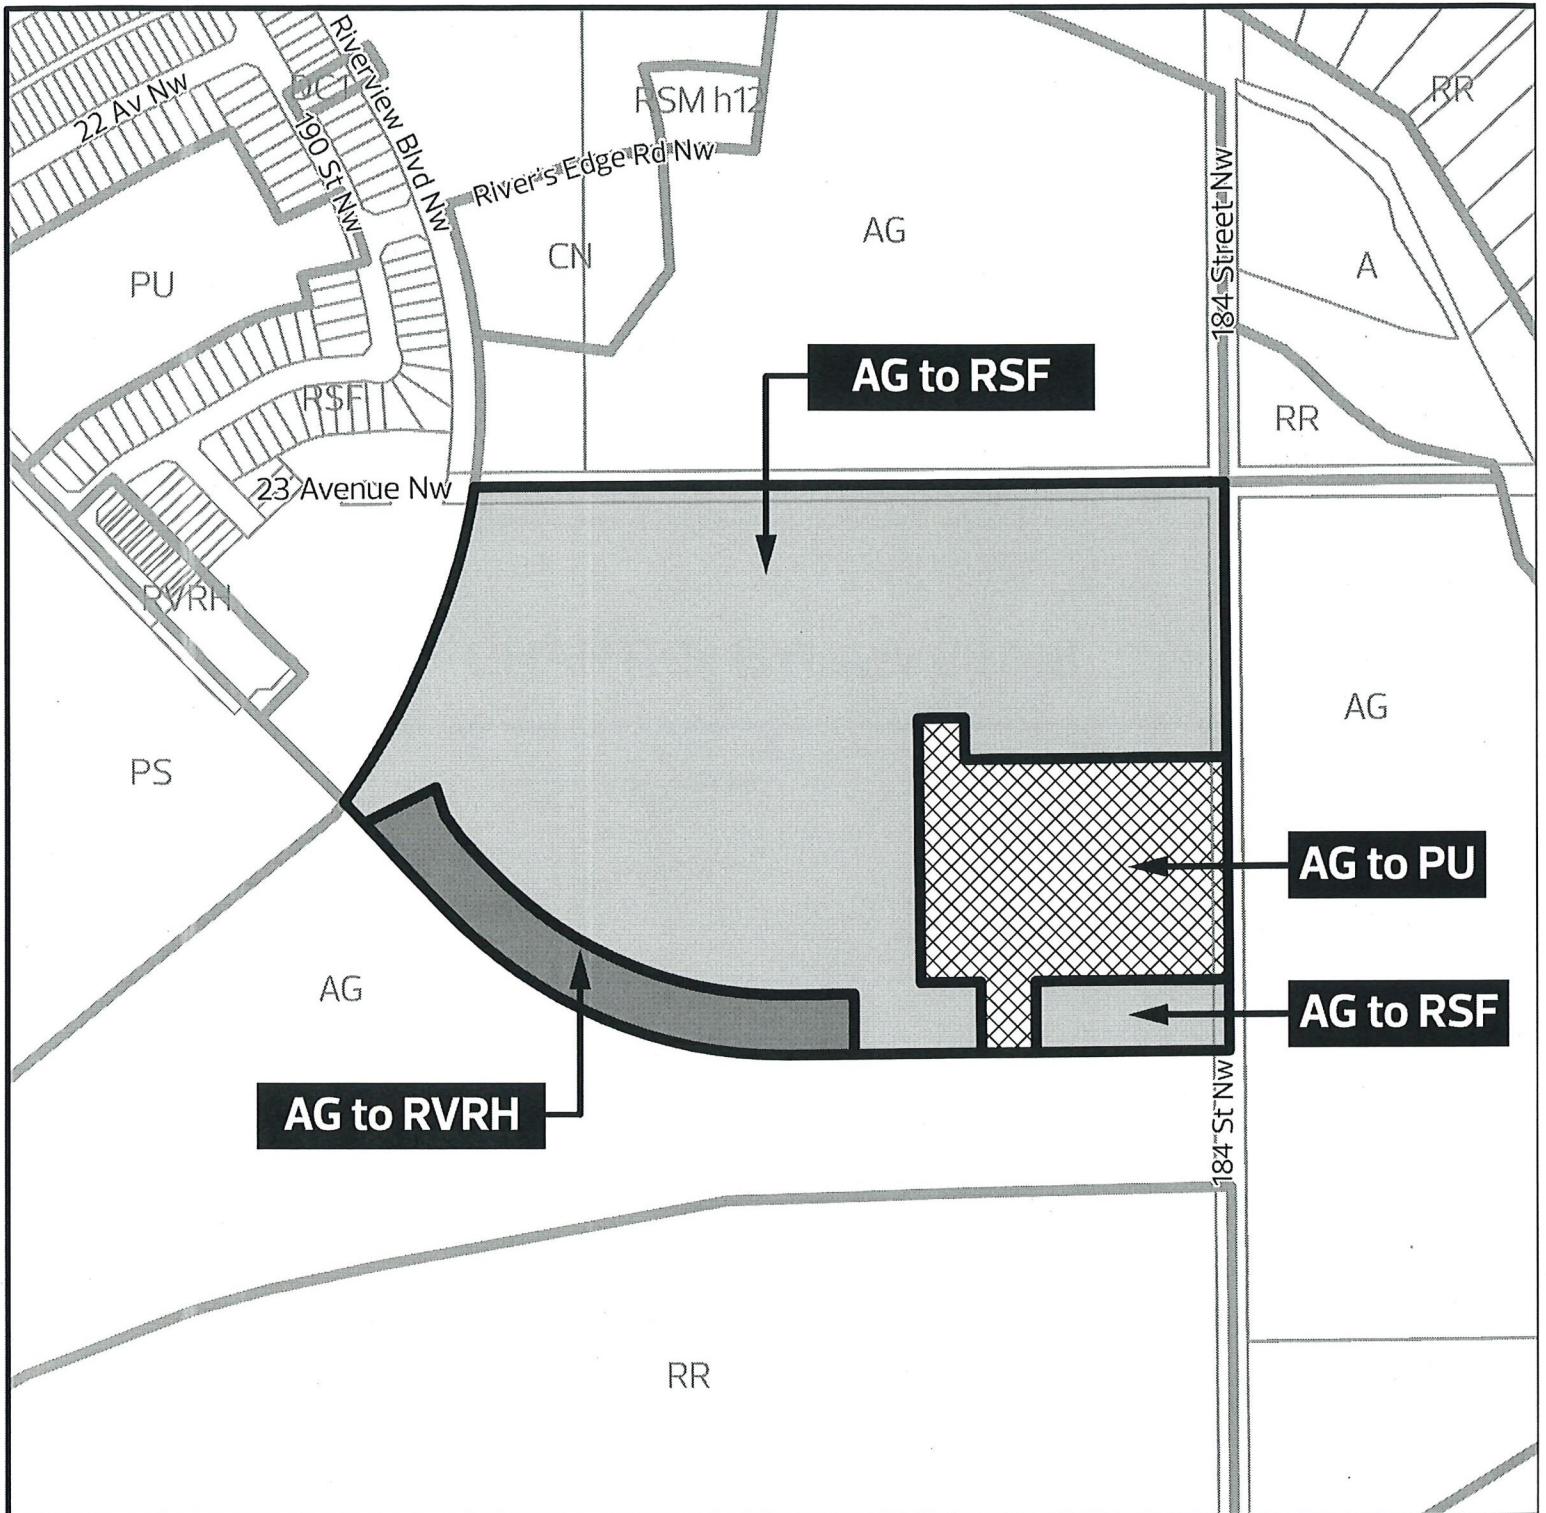 Riverview Blvd Nw
22 Av Nw
DC1
190 St Nw
RSM h12
RR
River's Edge Rd Nw
184 Street Nw
AG
CN
A
PU
AG to RSF
RSF
RR
23 Avenue Nw
RVRH
AG
PS
AG to PU
AG
AG to RSF
AG to RVRH
184 St Nw
RR